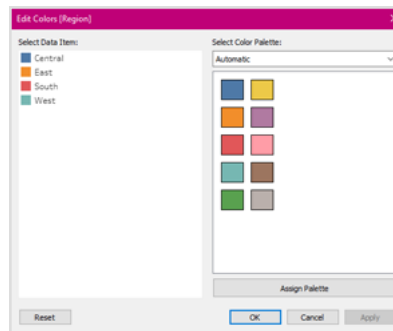 Edit Colors [Region]
Select Data Item:
Central
East
South
West
Select Color Palette:
Automatic
Assign Palette
Reset
OK
Cancel
Apply